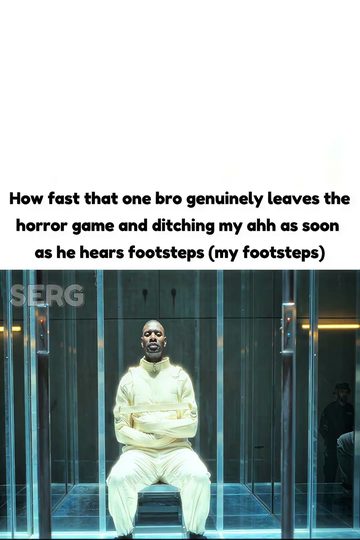 How fast that one bro genuinely leaves the
horror game and ditching my ahh as soon
as he hears footsteps (my footsteps)
SERG